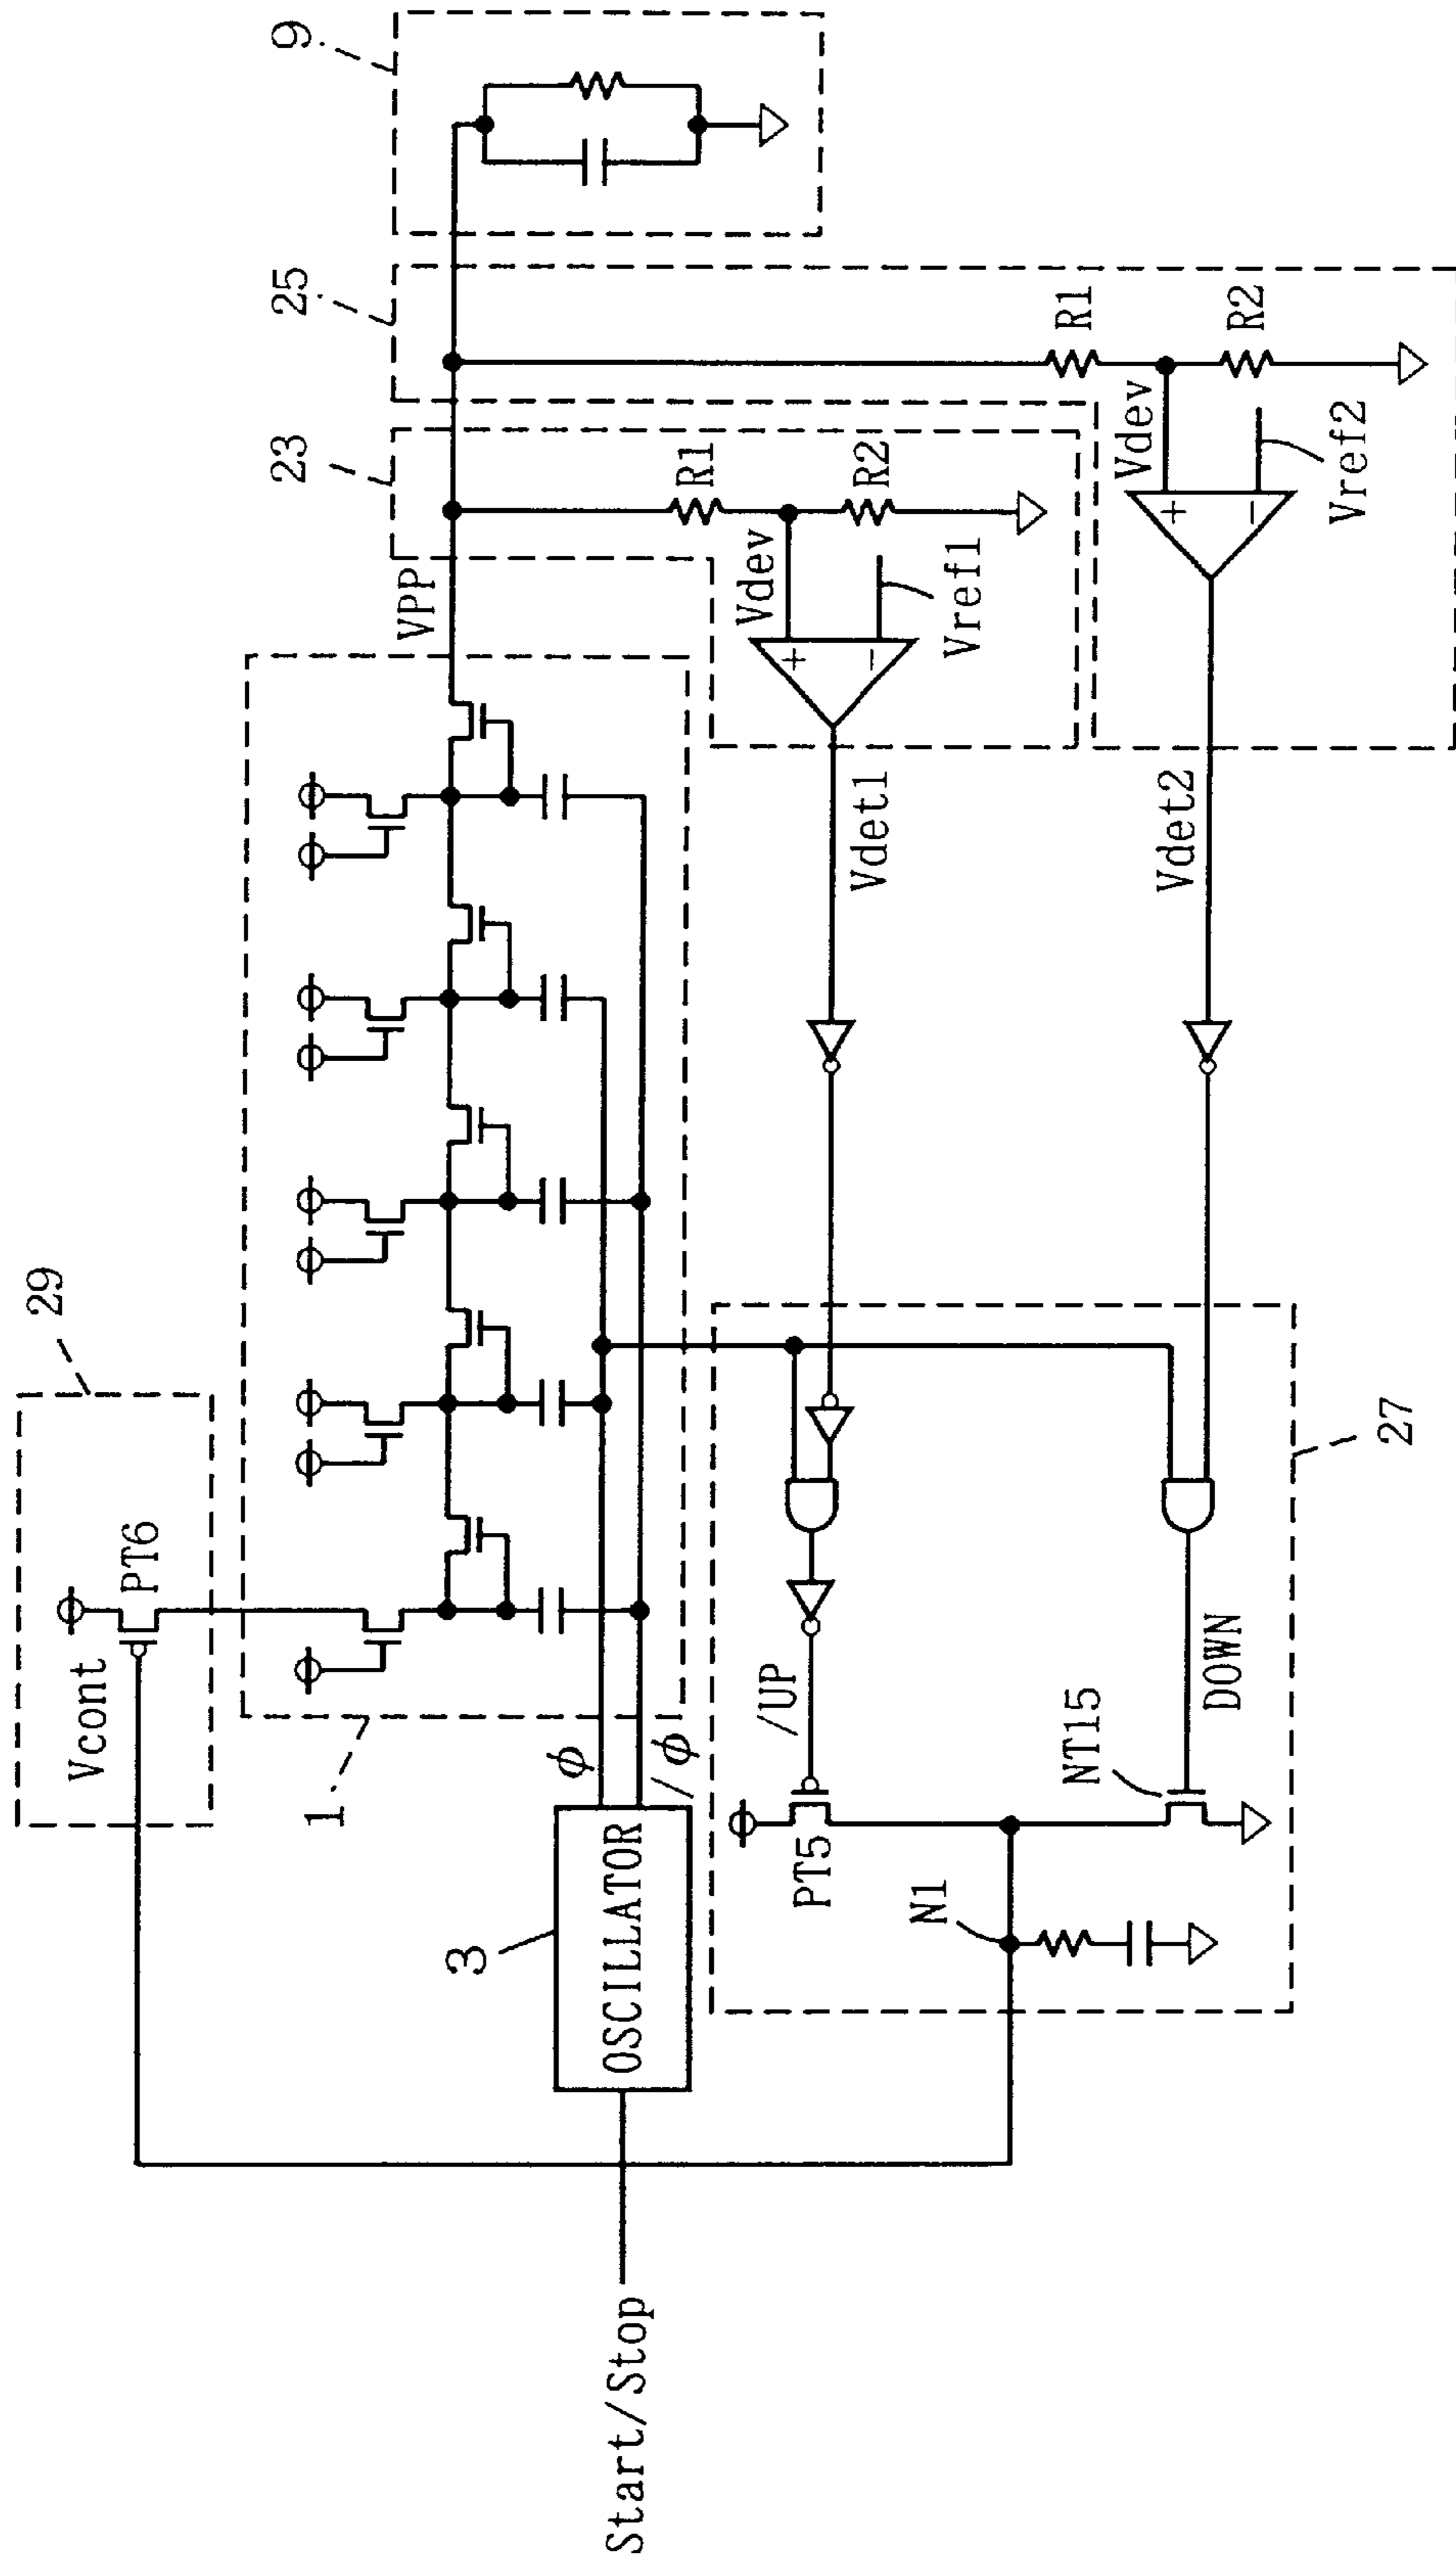 29
Vcont
PT6
1
VPP
23
25
9
3
OSCILLATOR
φ
/φ
Start/Stop
R1
R2
Vdev
Vref1
R1
R2
Vdev
Vref2
Vdet1
Vdet2
/UP
PT5
N1
NT15
DOWN
27
+
−
+
−